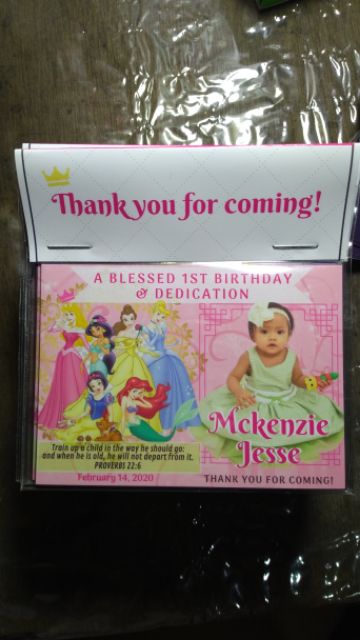 Thank you for coming!
A BLESSED 1ST BIRTHDAY
& DEDICATION
Train up a child in the way he should go:
and when he is old, he will not depart from it.
PROVERBS 22:6
February 14, 2020
Mckenzie
Jesse
THANK YOU FOR COMING!